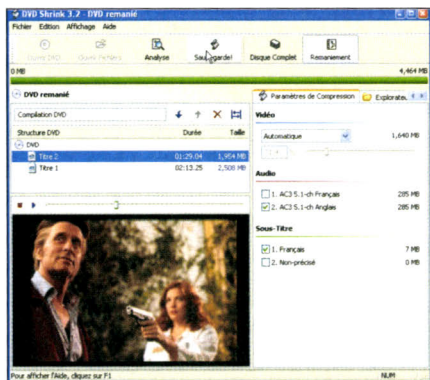 DVD Shrink 3.2 - DVD remanié
Fichier Edition Affichage Aide
Ouvrir DVD Ouvrir Fichiers Analyse Sauvegarde! Disque Complet Remaniement
0 MB 4,464 MB
DVD remanié
Compilation DVD
Structure DVD Durée Taille
DVD
Titre 2 01:29.04 1,954 MB
Titre 1 02:13.25 2,508 MB
Paramètres de Compression Explorateu
Vidéo
Automatique 1,640 MB
Audio
1. AC3 5.1-ch Français 285 MB
2. AC3 5.1-ch Anglais 285 MB
Sous-Titre
1. Français 7 MB
2. Non-précisé 0 MB
Pour afficher l'Aide, cliquez sur F1 NUM